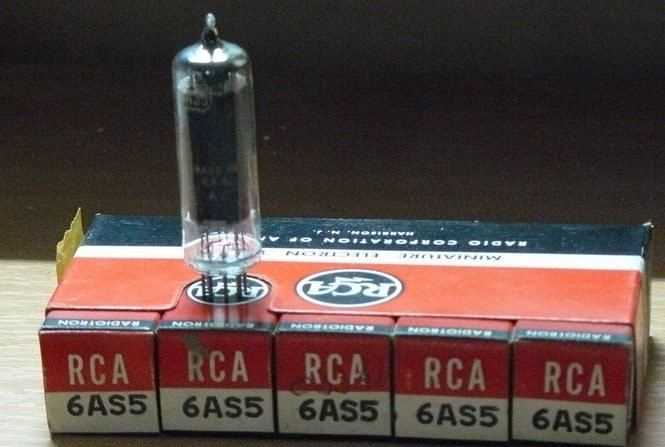 HARRISON, N. J.
RADIO CORPORATION OF
MINIATURE ELECTRON
RCA
RCA
RADIOTRON RADIOTRON RADIOTRON RADIOTRON RADIOTRON
RCA RCA RCA RCA RCA
6AS5 6AS5 6AS5 6AS5 6AS5